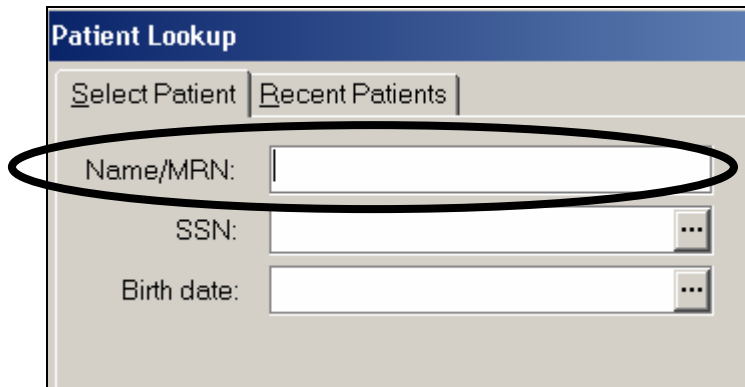 Patient Lookup
Select Patient Recent Patients
Name/MRN:
SSN: ...
Birth date: ...